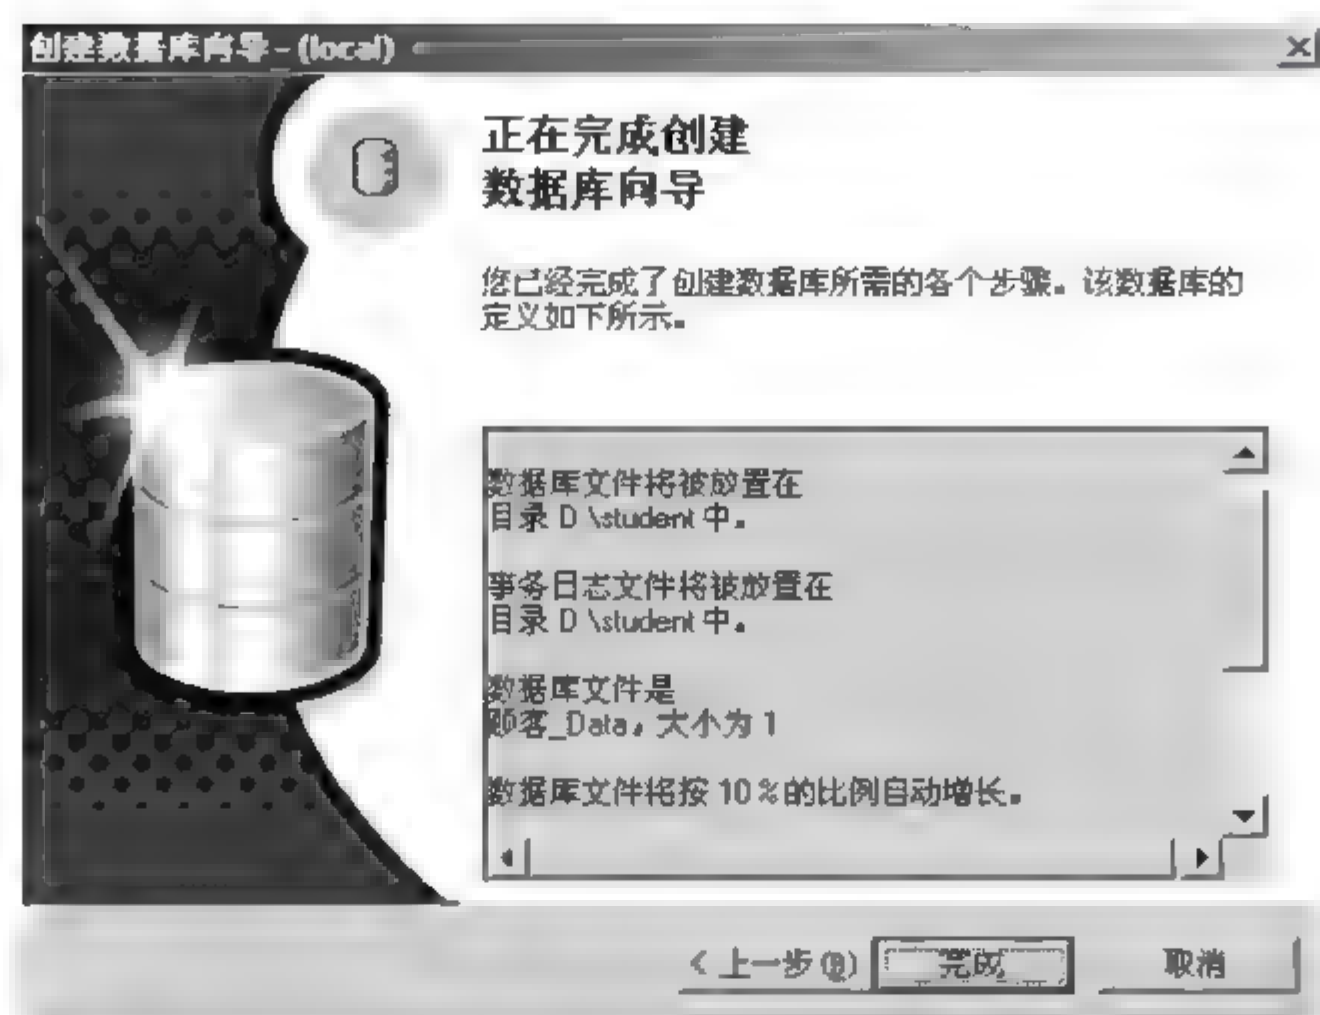 创建数据库向导 - (local)
正在完成创建
数据库向导
您已经完成了创建数据库所需的各个步骤。该数据库的
定义如下所示。
数据库文件将被放置在
目录 D \student 中。
事务日志文件将被放置在
目录 D \student 中。
数据库文件是
顾客_Data，大小为 1
数据库文件将按 10%的比例自动增长。
< 上一步(B)
完成
取消